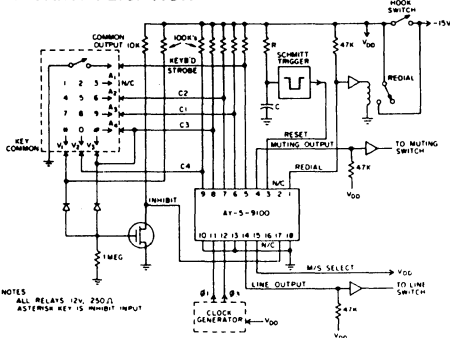 HOOK
SWITCH
-15V
COMMON
OUTPUT 10K
100K's
R
SCHMITT
TRIGGER
47K
VDD
REDIAL
KEYB'D
STROBE
1 2 3 A1 N/C
4 5 6 A2
7 8 9 A3
* 0 # A4
C2
C1
C3
C
KEY
COMMON
V1 V2 V3
RESET
MUTING OUTPUT
TO MUTING
SWITCH
C4
N/C
REDIAL
47K
VDD
INHIBIT
9 8 7 6 5 4 3 2 1
AY-5-9100
10 11 12 13 14 15 16 17 18
N/C
1 MEG
M/S SELECT
VDD
LINE OUTPUT
TO LINE
SWITCH
NOTES
ALL RELAYS 12V, 250Ω
ASTERISK KEY IS INHIBIT INPUT
Ø1
CLOCK
GENERATOR
VDD
47K
VDD